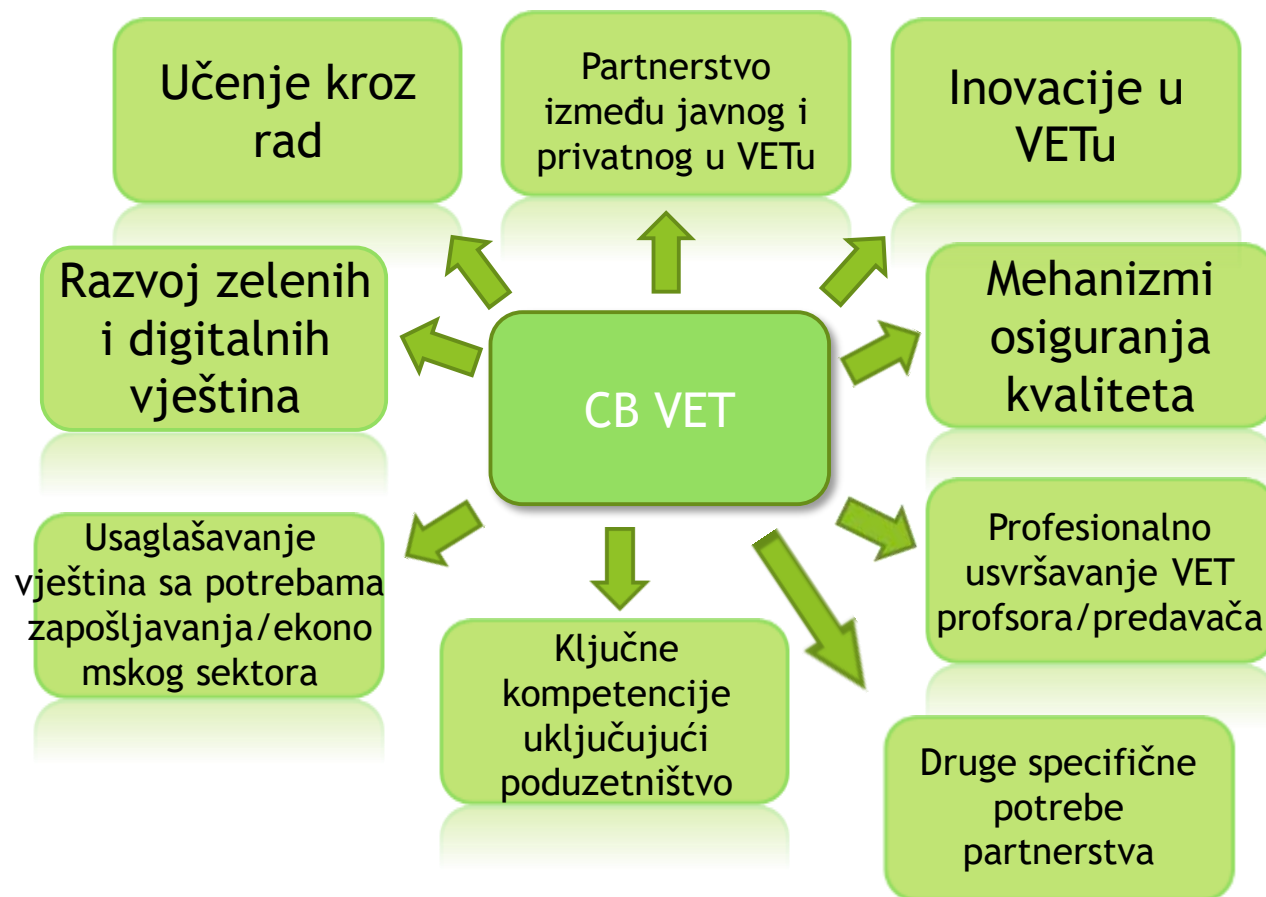 Učenje kroz
rad
Partnerstvo
između javnog i
privatnog u VETu
Inovacije u
VETu
Razvoj zelenih
i digitalnih
vještina
CB VET
Mehanizmi
osiguranja
kvaliteta
Usaglašavanje
vještina sa potrebama
zapošljavanja/ekono
mskog sektora
Ključne
kompetencije
uključujući
poduzetništvo
Profesionalno
usvršavanje VET
profsora/predavača
Druge specifične
potrebe
partnerstva